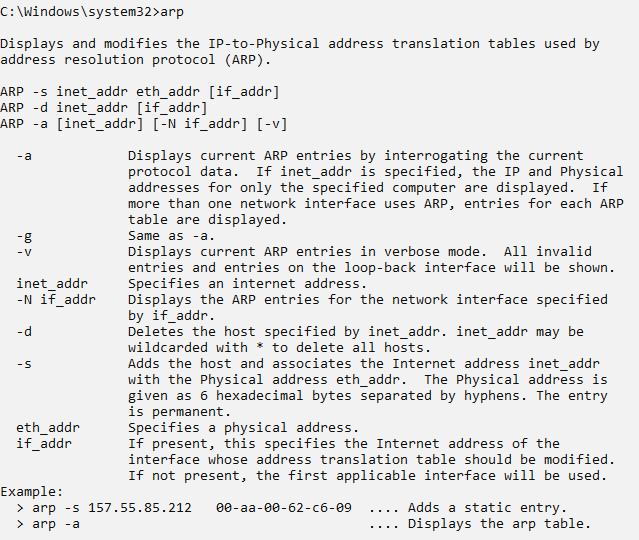 C:\Windows\system32>arp
Displays and modifies the IP-to-Physical address translation tables used by
address resolution protocol (ARP).
ARP -s inet_addr eth_addr [if_addr]
ARP -d inet_addr [if_addr]
ARP -a [inet_addr] [-N if_addr] [-v]
  -a            Displays current ARP entries by interrogating the current
                protocol data.  If inet_addr is specified, the IP and Physical
                addresses for only the specified computer are displayed.  If
                more than one network interface uses ARP, entries for each ARP
                table are displayed.
  -g            Same as -a.
  -v            Displays current ARP entries in verbose mode.  All invalid
                entries and entries on the loop-back interface will be shown.
  inet_addr     Specifies an internet address.
  -N if_addr    Displays the ARP entries for the network interface specified
                by if_addr.
  -d            Deletes the host specified by inet_addr. inet_addr may be
                wildcarded with * to delete all hosts.
  -s            Adds the host and associates the Internet address inet_addr
                with the Physical address eth_addr.  The Physical address is
                given as 6 hexadecimal bytes separated by hyphens. The entry
                is permanent.
  eth_addr      Specifies a physical address.
  if_addr       If present, this specifies the Internet address of the
                interface whose address translation table should be modified.
                If not present, the first applicable interface will be used.
Example:
  > arp -s 157.55.85.212   00-aa-00-62-c6-09  .... Adds a static entry.
  > arp -a                                    .... Displays the arp table.